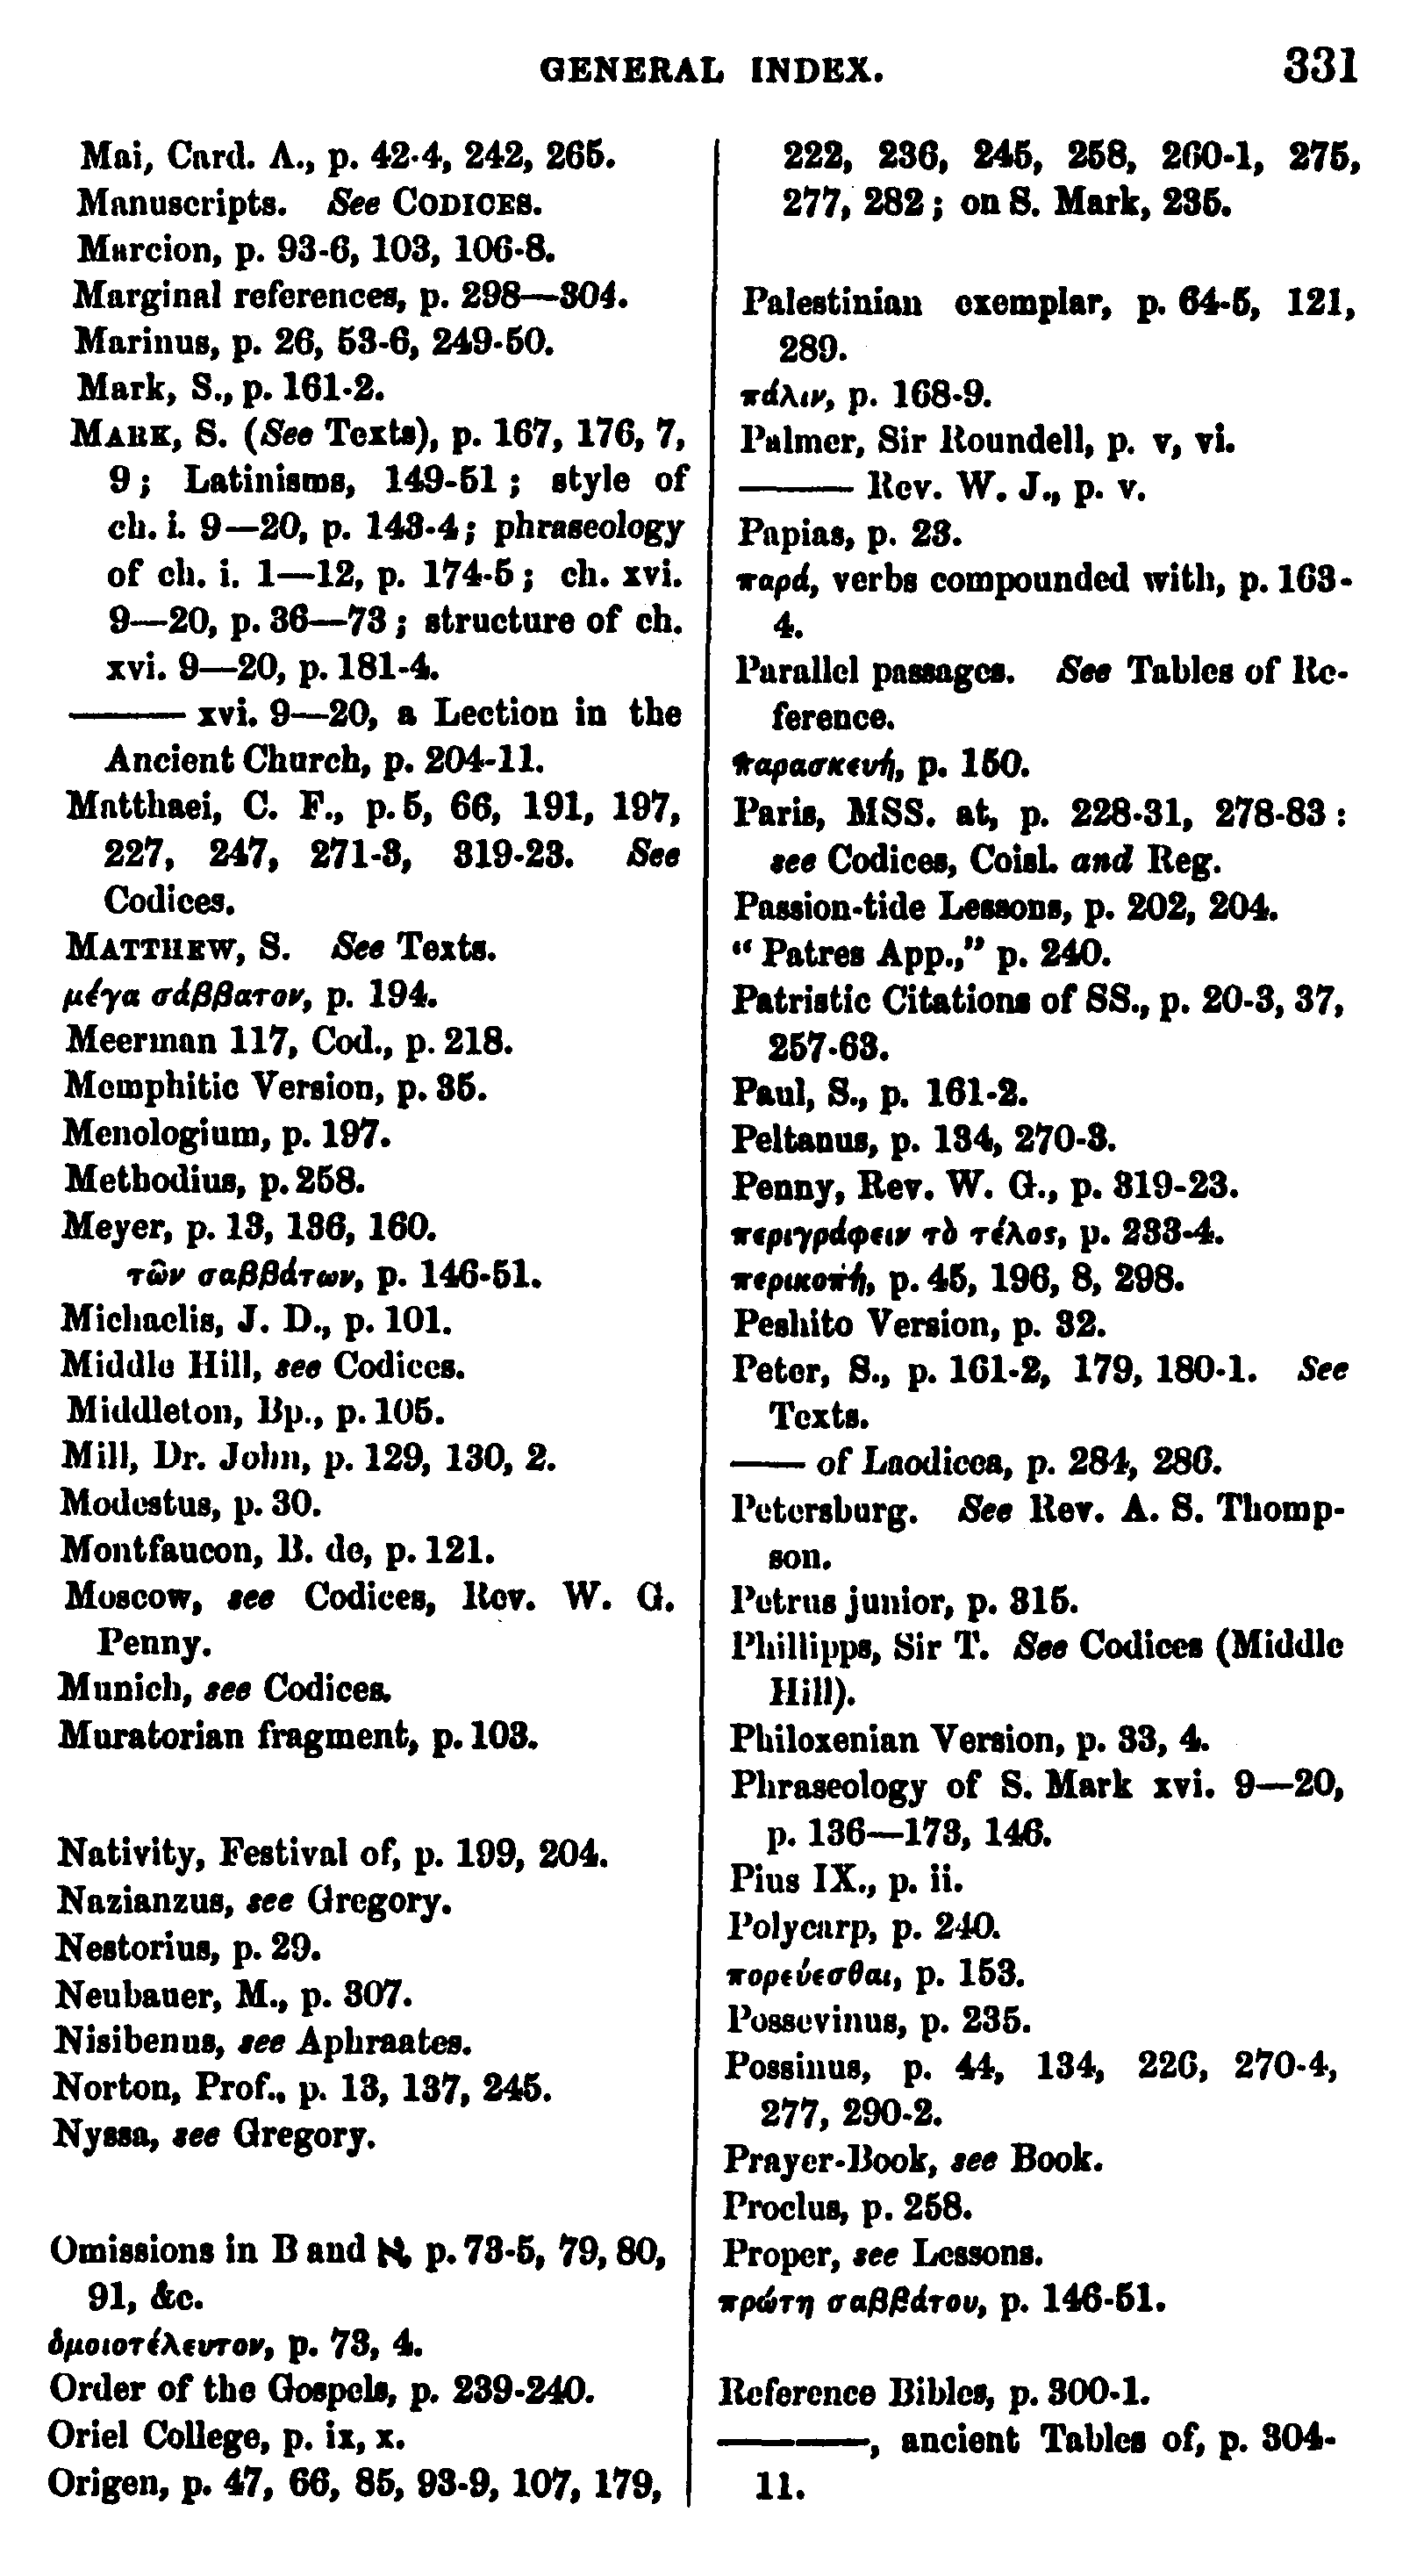 GENERAL INDEX. 331
Mai, Card. A., p. 42-4, 242, 265.
Manuscripts. See CODICES.
Marcion, p. 93-6, 103, 106-8.
Marginal references, p. 298—304.
Marinus, p. 26, 53-6, 249-50.
Mark, S., p. 161-2.
MARK, S. (See Texts), p. 167, 176, 7,
9; Latinisms, 149-51; style of
ch. i. 9—20, p. 143-4; phraseology
of ch. i. 1—12, p. 174-5; ch. xvi.
9—20, p. 36—73; structure of ch.
xvi. 9—20, p. 181-4.
——— xvi. 9—20, a Lection in the
Ancient Church, p. 204-11.
Matthaei, C. F., p. 5, 66, 191, 197,
227, 247, 271-3, 319-23. See
Codices.
MATTHEW, S. See Texts.
μέγα σάββατον, p. 194.
Meerman 117, Cod., p. 218.
Memphitic Version, p. 35.
Menologium, p. 197.
Methodius, p. 258.
Meyer, p. 13, 136, 160.
τῶν σαββάτων, p. 146-51.
Michaelis, J. D., p. 101.
Middle Hill, see Codices.
Middleton, Bp., p. 105.
Mill, Dr. John, p. 129, 130, 2.
Modestus, p. 30.
Montfaucon, B. de, p. 121.
Moscow, see Codices, Rev. W. G.
Penny.
Munich, see Codices.
Muratorian fragment, p. 103.
Nativity, Festival of, p. 199, 204.
Nazianzus, see Gregory.
Nestorius, p. 29.
Neubauer, M., p. 307.
Nisibenus, see Aphraates.
Norton, Prof., p. 13, 137, 245.
Nyssa, see Gregory.
Omissions in B and א, p. 73-5, 79, 80,
91, &c.
ὁμοιοτέλευτον, p. 73, 4.
Order of the Gospels, p. 239-240.
Oriel College, p. ix, x.
Origen, p. 47, 66, 85, 93-9, 107, 179,
222, 236, 245, 258, 260-1, 275,
277, 282; on S. Mark, 235.
Palestinian exemplar, p. 64-5, 121,
289.
πάλιν, p. 168-9.
Palmer, Sir Roundell, p. v, vi.
——— Rev. W. J., p. v.
Papias, p. 23.
παρά, verbs compounded with, p. 163-
4.
Parallel passages. See Tables of Re-
ference.
παρασκευή, p. 150.
Paris, MSS. at, p. 228-31, 278-83:
see Codices, Coisl. and Reg.
Passion-tide Lessons, p. 202, 204.
“Patres App.,” p. 240.
Patristic Citations of SS., p. 20-3, 37,
257-63.
Paul, S., p. 161-2.
Peltanus, p. 134, 270-3.
Penny, Rev. W. G., p. 319-23.
περιγράφειν τὸ τέλος, p. 233-4.
περικοπή, p. 45, 196, 8, 298.
Peshito Version, p. 32.
Peter, S., p. 161-2, 179, 180-1. See
Texts.
—— of Laodicea, p. 284, 286.
Petersburg. See Rev. A. S. Thomp-
son.
Petrus junior, p. 315.
Phillipps, Sir T. See Codices (Middle
Hill).
Philoxenian Version, p. 33, 4.
Phraseology of S. Mark xvi. 9—20,
p. 136—173, 146.
Pius IX., p. ii.
Polycarp, p. 240.
πορεύεσθαι, p. 153.
Possevinus, p. 235.
Possinus, p. 44, 134, 226, 270-4,
277, 290-2.
Prayer-Book, see Book.
Proclus, p. 258.
Proper, see Lessons.
πρώτη σαββάτου, p. 146-51.
Reference Bibles, p. 300-1.
————, ancient Tables of, p. 304-
11.